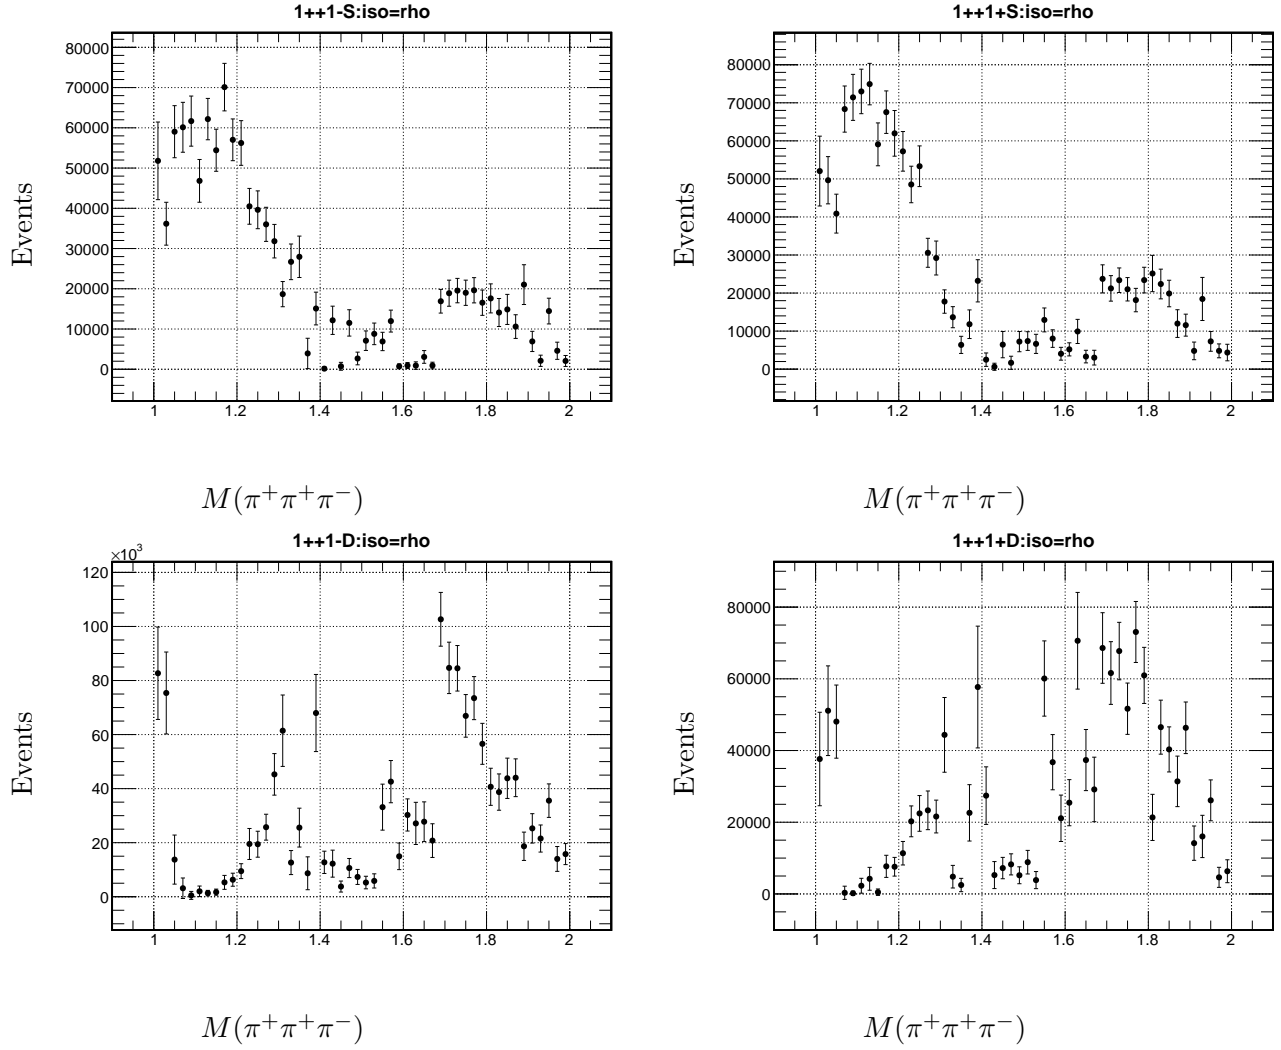 1++1-S:iso=rho
80000
70000
60000
50000
40000
30000
20000
10000
0
Events
1 1.2 1.4 1.6 1.8 2
M(π⁺π⁺π⁻)
1++1+S:iso=rho
80000
70000
60000
50000
40000
30000
20000
10000
0
Events
1 1.2 1.4 1.6 1.8 2
M(π⁺π⁺π⁻)
1++1-D:iso=rho
×10³
120
100
80
60
40
20
0
Events
1 1.2 1.4 1.6 1.8 2
M(π⁺π⁺π⁻)
1++1+D:iso=rho
80000
60000
40000
20000
0
Events
1 1.2 1.4 1.6 1.8 2
M(π⁺π⁺π⁻)